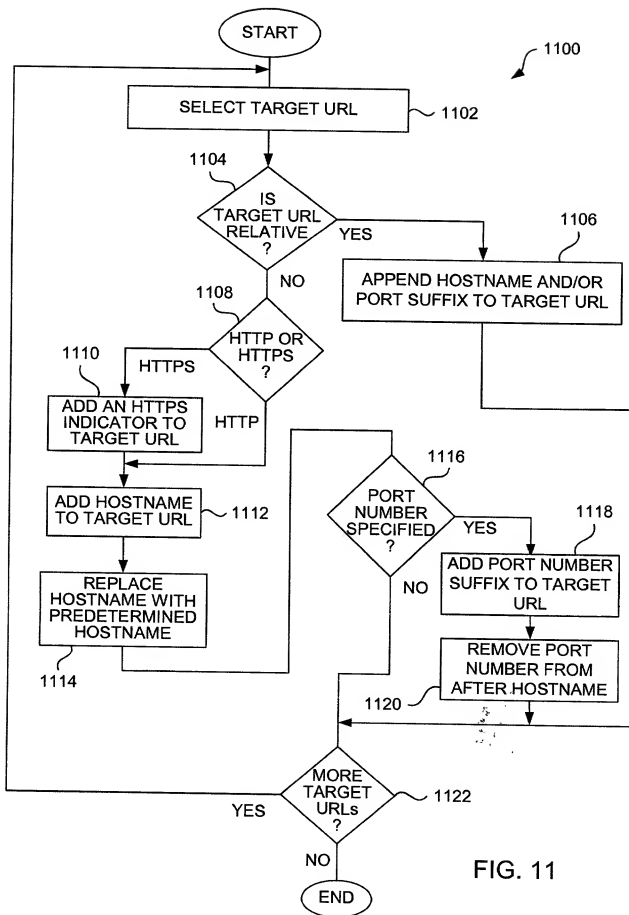 START
1100
SELECT TARGET URL
1102
1104
IS
TARGET URL
RELATIVE
?
YES
NO
1106
APPEND HOSTNAME AND/OR
PORT SUFFIX TO TARGET URL
1108
HTTP OR
HTTPS
?
HTTPS
HTTP
1110
ADD AN HTTPS
INDICATOR TO
TARGET URL
ADD HOSTNAME
TO TARGET URL
1112
REPLACE
HOSTNAME WITH
PREDETERMINED
HOSTNAME
1114
1116
PORT
NUMBER
SPECIFIED
?
YES
NO
1118
ADD PORT NUMBER
SUFFIX TO TARGET
URL
REMOVE PORT
NUMBER FROM
AFTER HOSTNAME
1120
MORE
TARGET
URLs
?
1122
YES
NO
END
FIG. 11